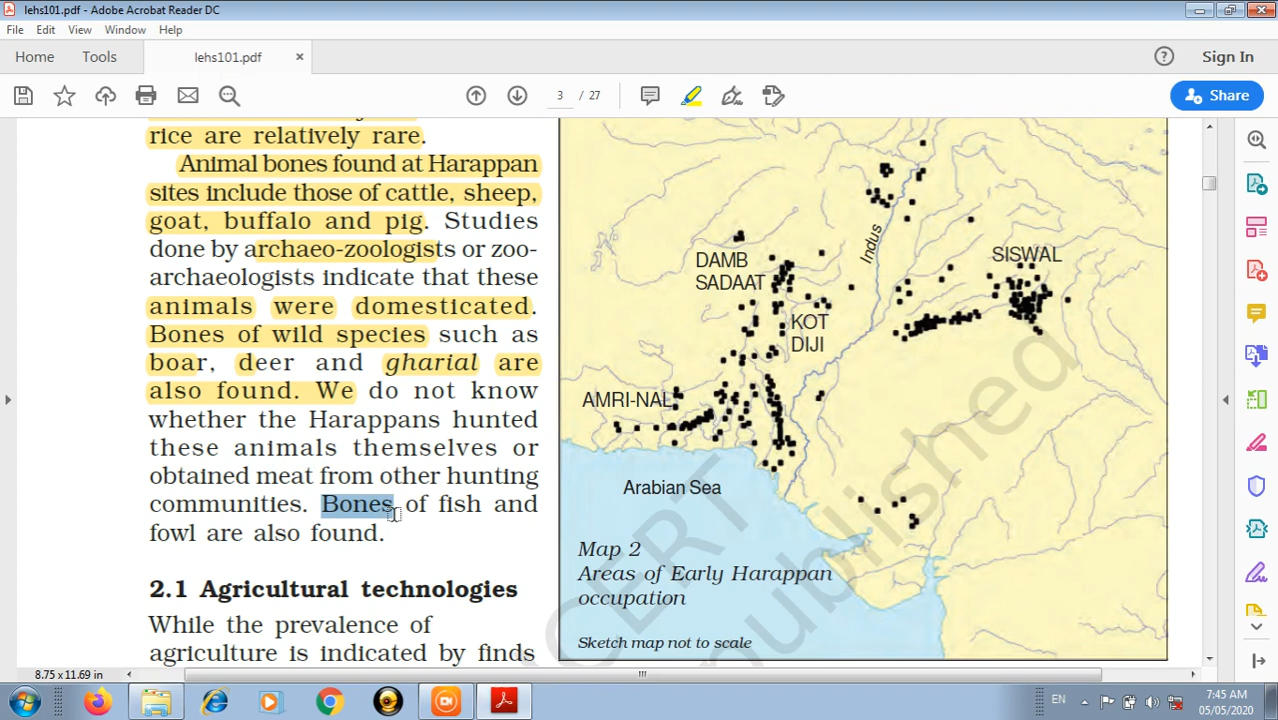 lehs101.pdf - Adobe Acrobat Reader DC
File Edit View Window Help
Home Tools lehs101.pdf × Sign In
3 / 27 Share
rice are relatively rare.
Animal bones found at Harappan
sites include those of cattle, sheep,
goat, buffalo and pig. Studies
done by archaeo-zoologists or zoo-
archaeologists indicate that these
animals were domesticated.
Bones of wild species such as
boar, deer and gharial are
also found. We do not know
whether the Harappans hunted
these animals themselves or
obtained meat from other hunting
communities. Bones of fish and
fowl are also found.
2.1 Agricultural technologies
While the prevalence of
agriculture is indicated by finds
Indus
SISWAL
DAMB
SADAAT
KOT
DIJI
AMRI-NAL
Arabian Sea
Map 2
Areas of Early Harappan
occupation
Sketch map not to scale
8.75 x 11.69 in
EN
7:45 AM
05/05/2020